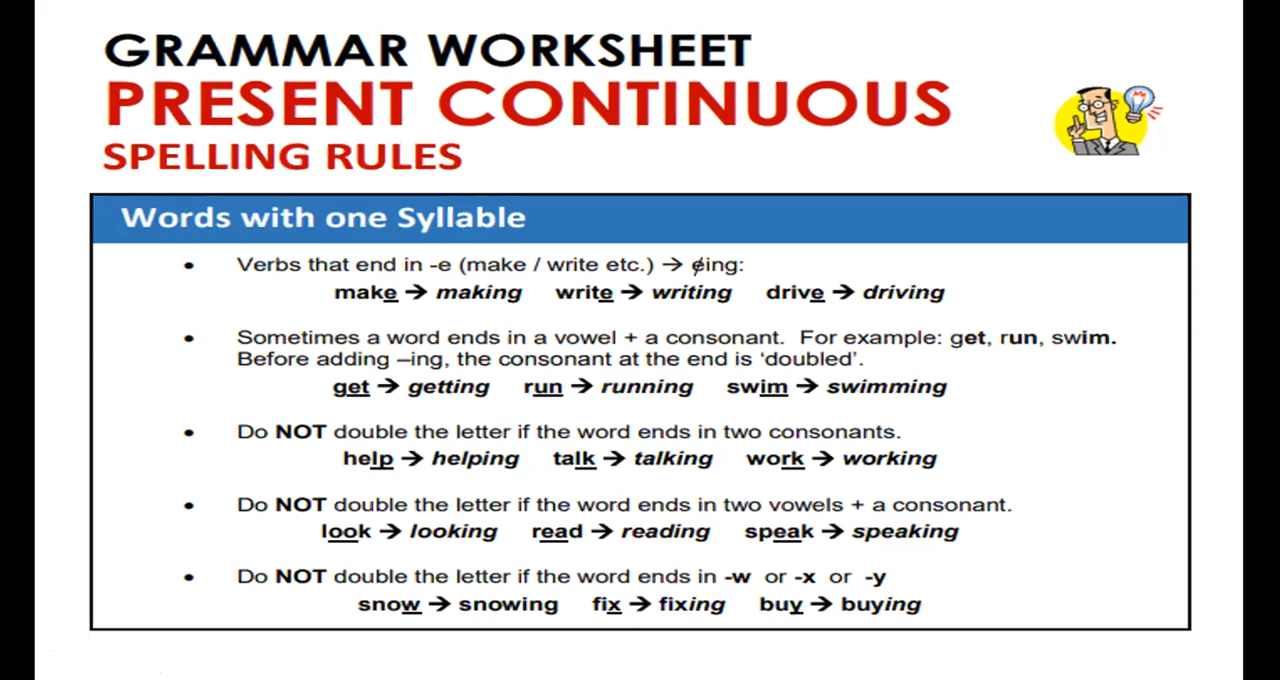 GRAMMAR WORKSHEET
PRESENT CONTINUOUS
SPELLING RULES
Words with one Syllable
• Verbs that end in -e (make / write etc.) → ɇing:
make → making write → writing drive → driving
• Sometimes a word ends in a vowel + a consonant. For example: get, run, swim.
Before adding –ing, the consonant at the end is ‘doubled’.
get → getting run → running swim → swimming
• Do NOT double the letter if the word ends in two consonants.
help → helping talk → talking work → working
• Do NOT double the letter if the word ends in two vowels + a consonant.
look → looking read → reading speak → speaking
• Do NOT double the letter if the word ends in -w or -x or -y
snow → snowing fix → fixing buy → buying